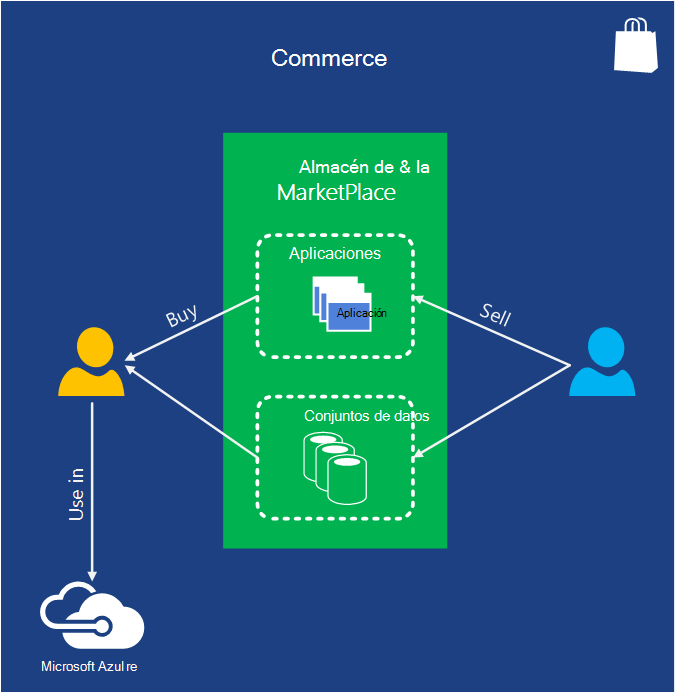 Commerce
Almacén de & la
MarketPlace
Aplicaciones
Aplicación
Buy
Sell
Conjuntos de datos
Use in
Microsoft Azul re